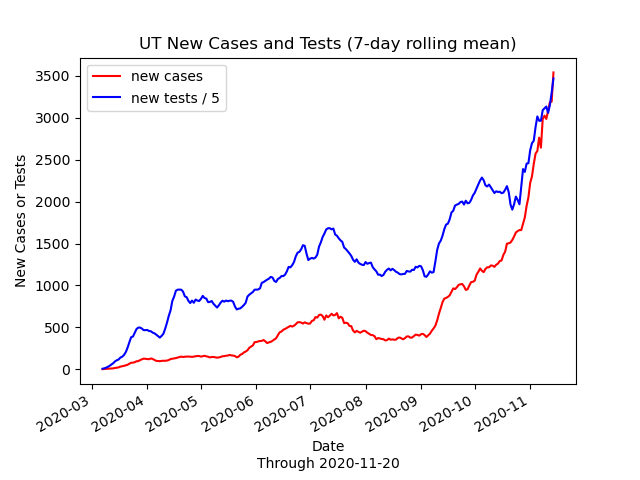 UT New Cases and Tests (7-day rolling mean)
new cases
new tests / 5
New Cases or Tests
3500
3000
2500
2000
1500
1000
500
0
2020-03
2020-04
2020-05
2020-06
2020-07
2020-08
2020-09
2020-10
2020-11
Date
Through 2020-11-20